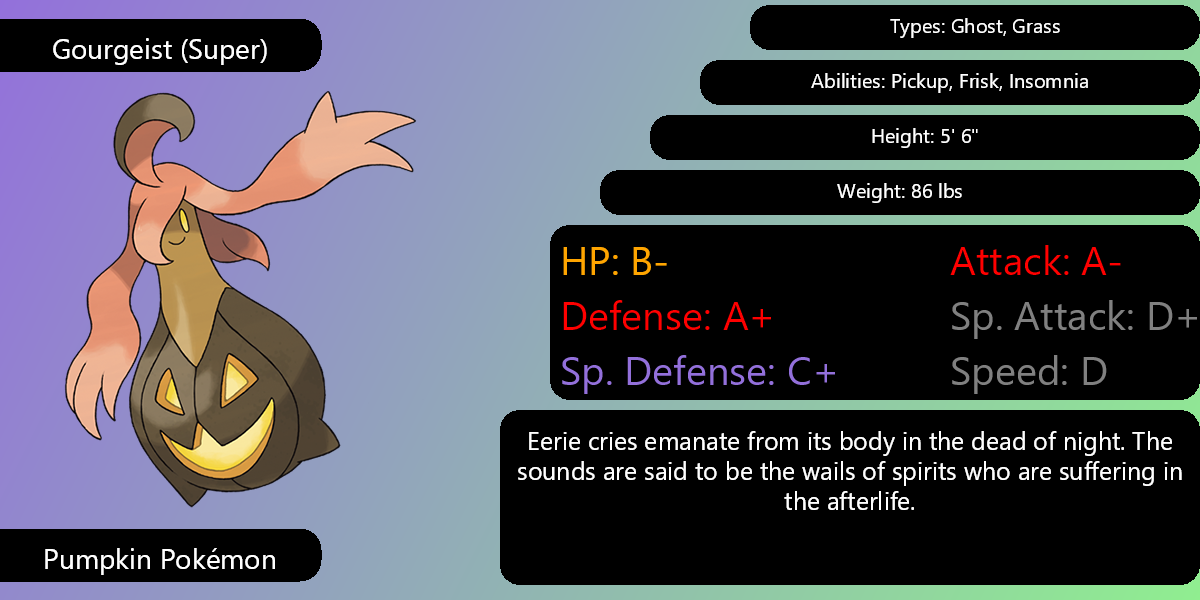 Gourgeist (Super)
Types: Ghost, Grass
Abilities: Pickup, Frisk, Insomnia
Height: 5' 6"
Weight: 86 lbs
HP: B-
Attack: A-
Defense: A+
Sp. Attack: D+
Sp. Defense: C+
Speed: D
Eerie cries emanate from its body in the dead of night. The
sounds are said to be the wails of spirits who are suffering in
the afterlife.
Pumpkin Pokémon